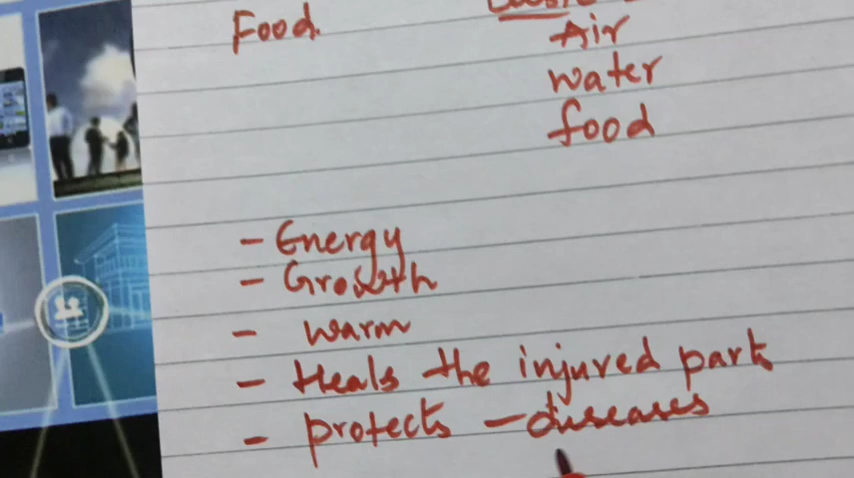 Food.
Air
water
food
- Energy
- Growth
- warm
- Heals the injured part
- protects - diseases